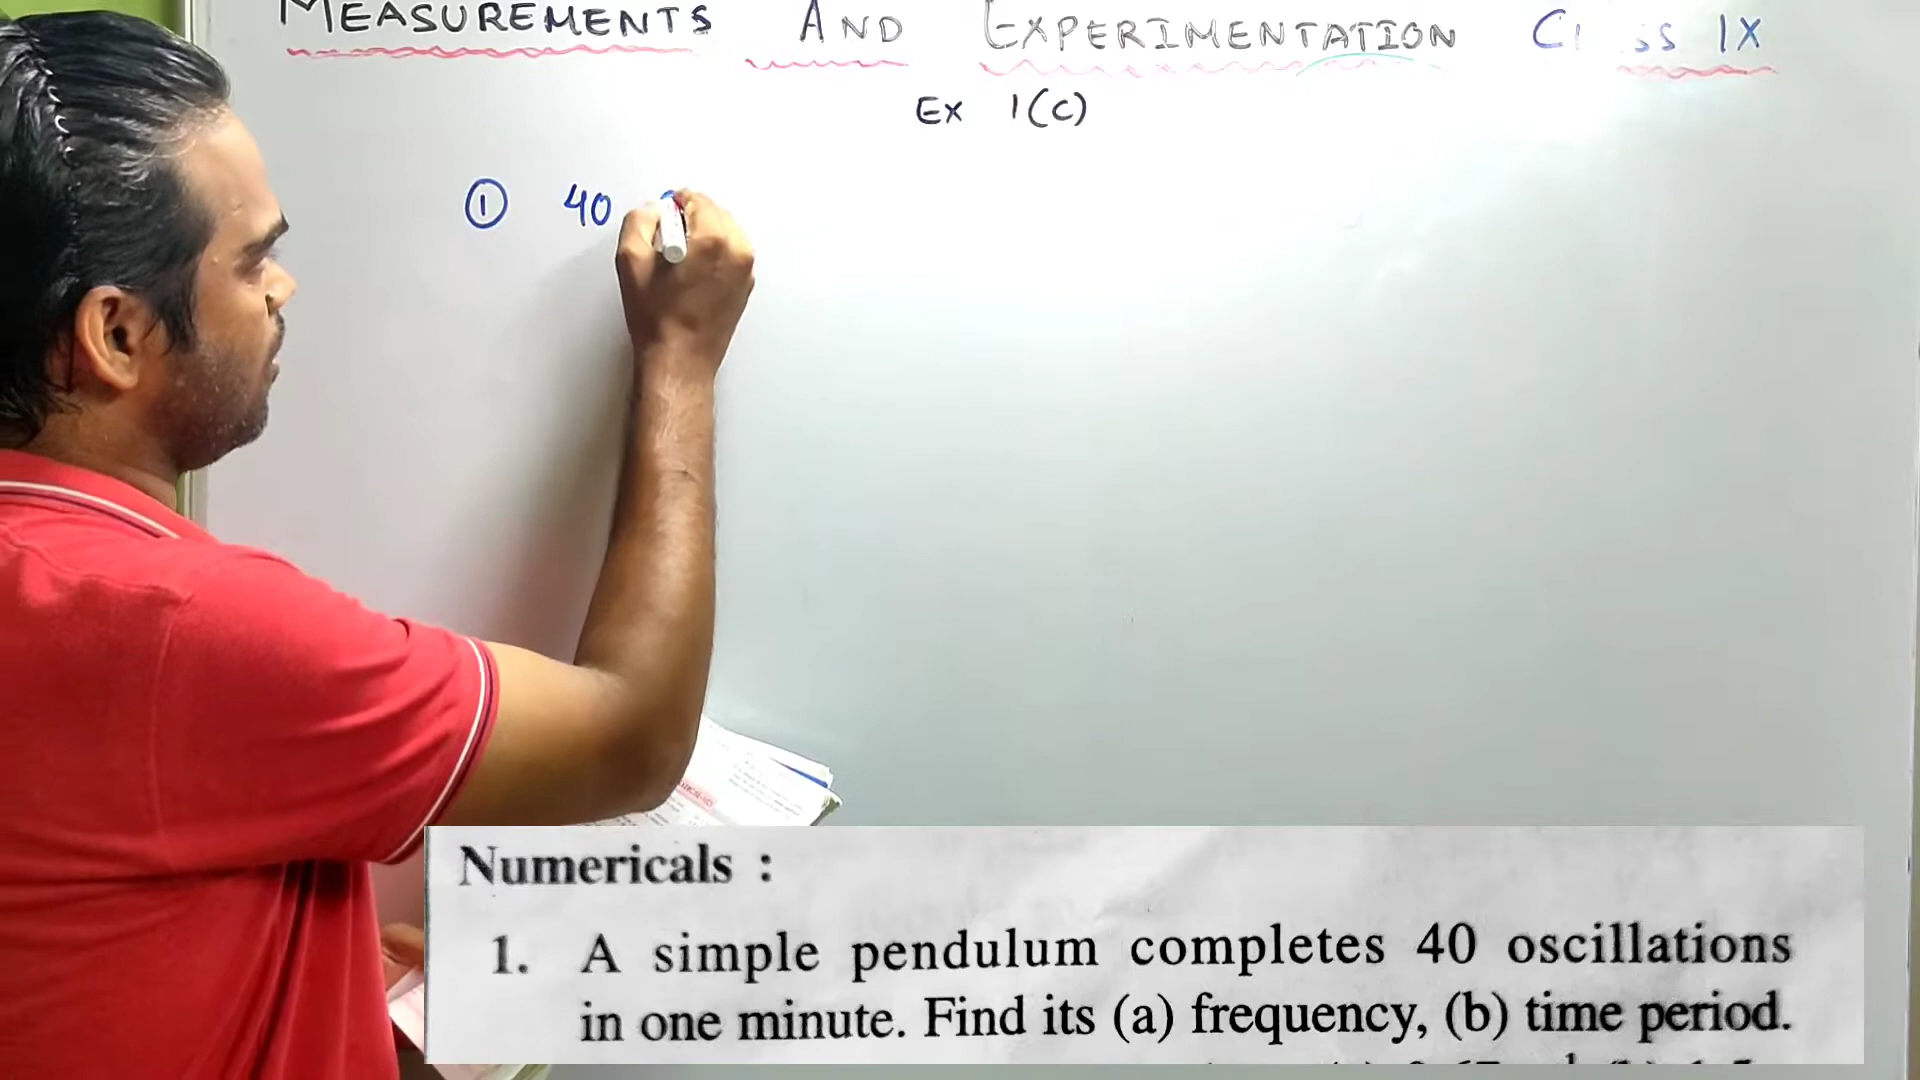 MEASUREMENTS AND EXPERIMENTATION Class IX
Ex 1(C)
① 40
Numericals :
1. A simple pendulum completes 40 oscillations
in one minute. Find its (a) frequency, (b) time period.